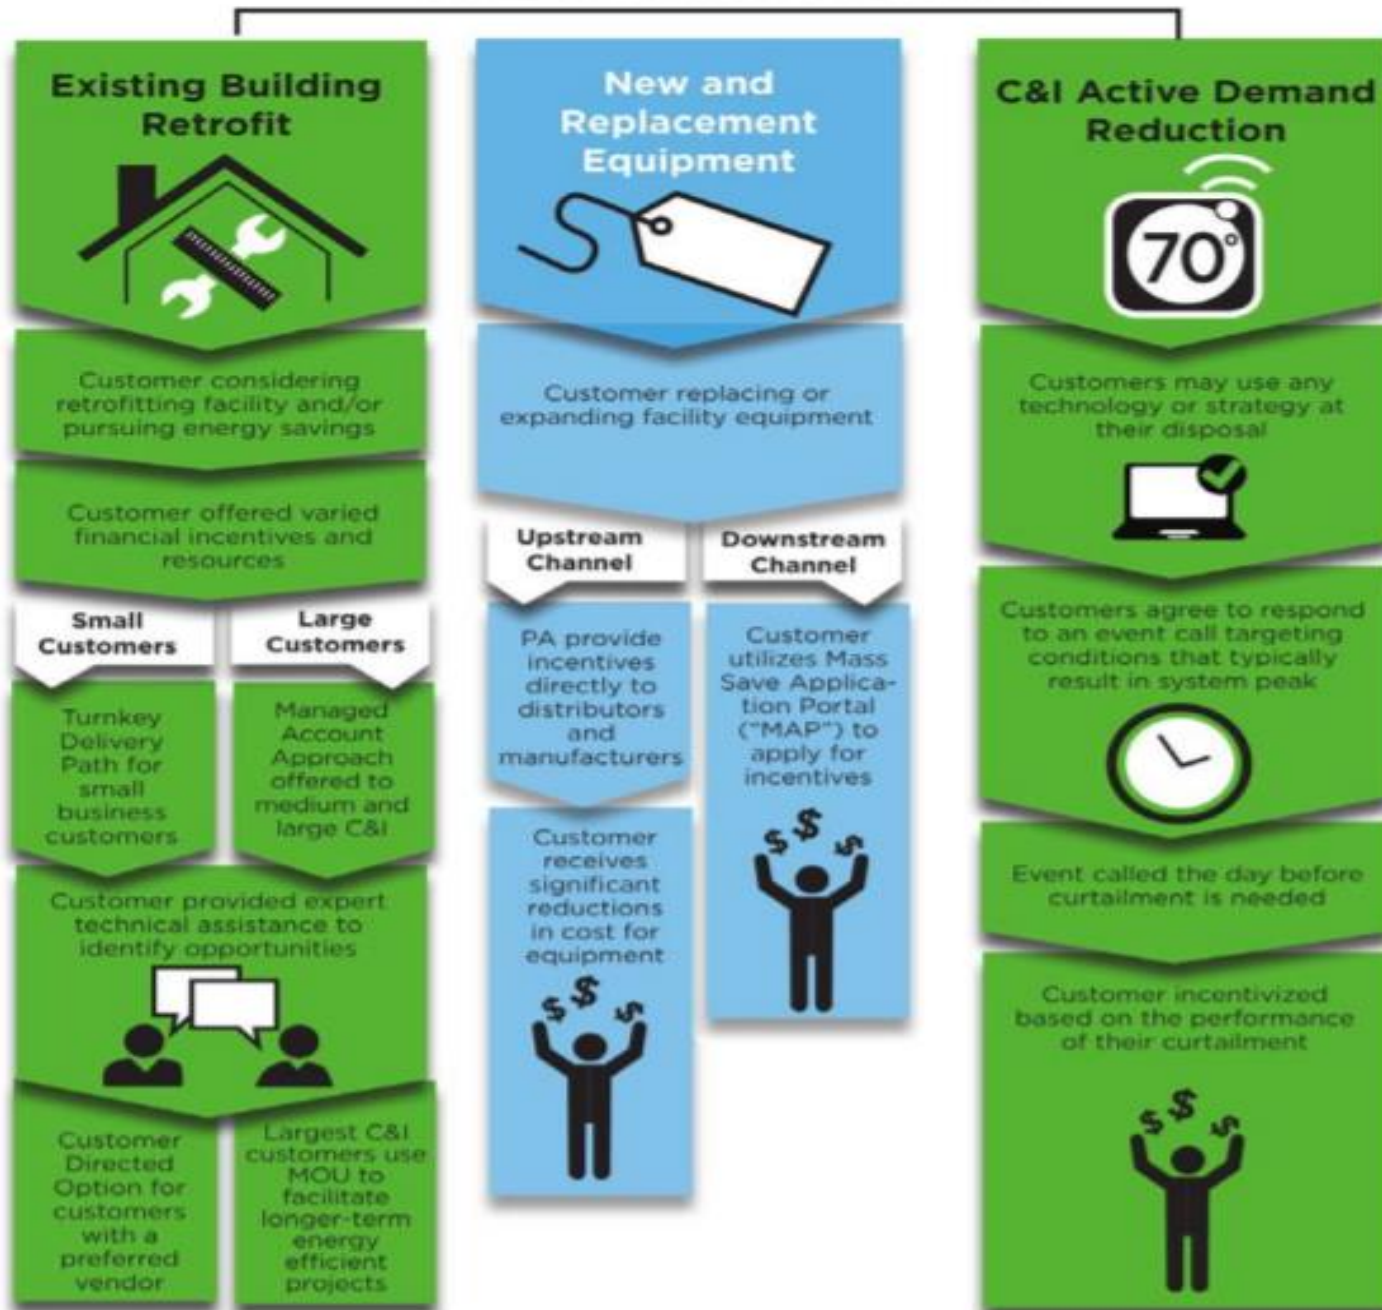 Existing Building
Retrofit
Customer considering
retrofitting facility and/or
pursuing energy savings
Customer offered varied
financial incentives and
resources
Small
Customers
Large
Customers
Turnkey
Delivery
Path for
small
business
customers
Managed
Account
Approach
offered to
medium and
large C&I
Customer provided expert
technical assistance to
identify opportunities
Customer
Directed
Option for
customers
with a
preferred
vendor
Largest C&I
customers use
MOU to
facilitate
longer-term
energy
efficient
projects
New and
Replacement
Equipment
Customer replacing or
expanding facility equipment
Upstream
Channel
Downstream
Channel
PA provide
incentives
directly to
distributors
and
manufacturers
Customer
receives
significant
reductions
in cost for
equipment
$ $ $
Customer
utilizes Mass
Save Applica-
tion Portal
("MAP") to
apply for
incentives
$ $ $
C&I Active Demand
Reduction
70°
Customers may use any
technology or strategy at
their disposal
Customers agree to respond
to an event call targeting
conditions that typically
result in system peak
Event called the day before
curtailment is needed
Customer incentivized
based on the performance
of their curtailment
$ $ $